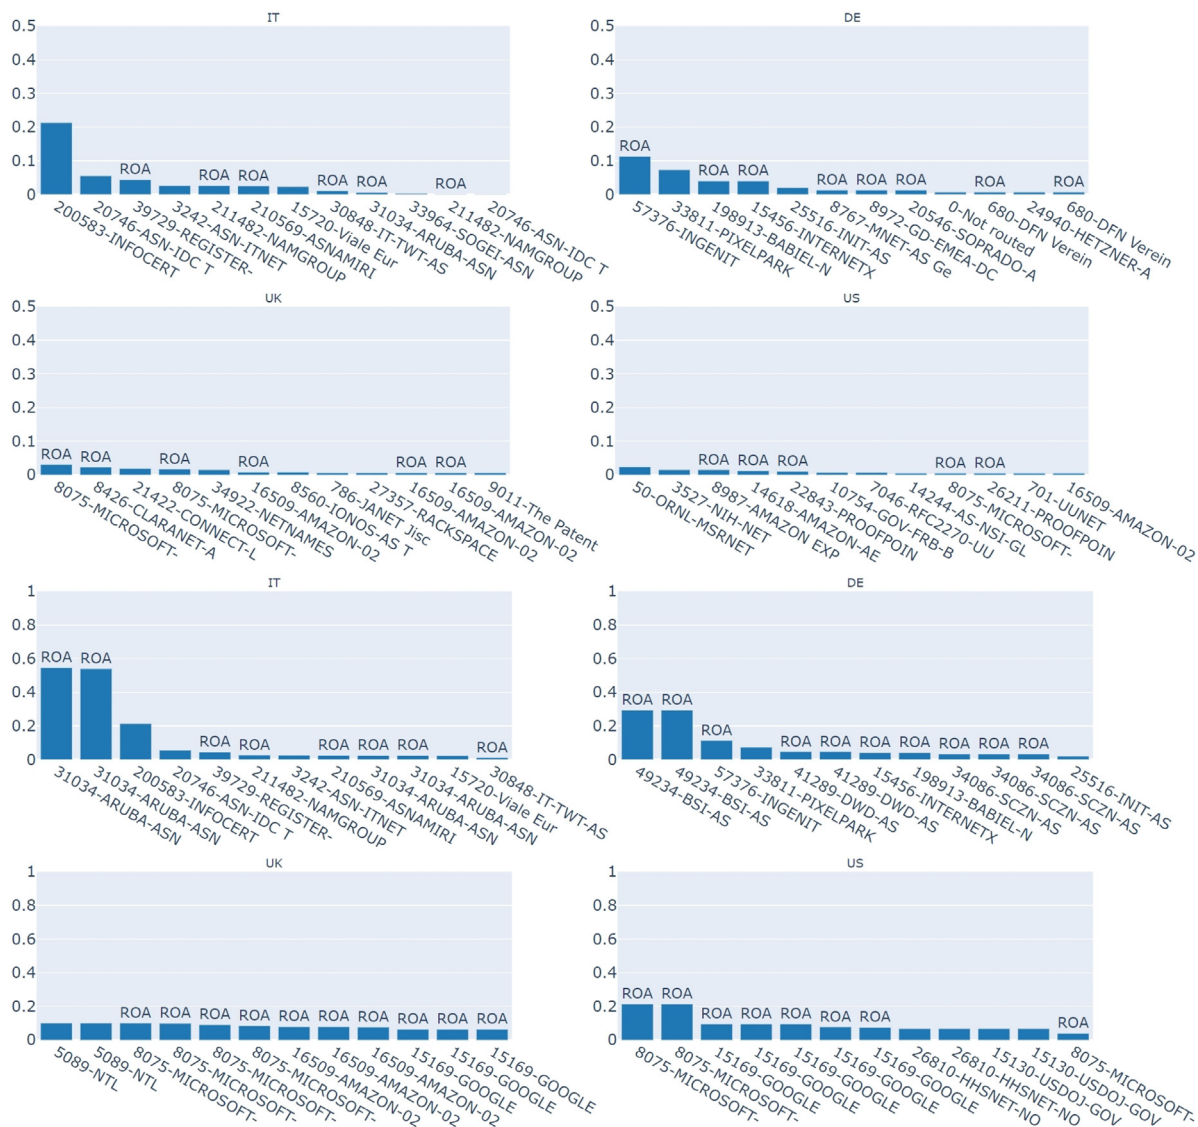 IT
0.5
0.4
0.3
0.2
0.1
0
ROA
ROA
ROA
ROA
ROA
ROA
200583-INFOCERT
20746-ASN-IDC T
39729-REGISTER-
3242-ASN-ITNET
211482-NAMGROUP
210569-ASNAMIRI
15720-Viale Eur
30848-IT-TWT-AS
31034-ARUBA-ASN
33964-SOGEI-ASN
211482-NAMGROUP
20746-ASN-IDC T
DE
0.5
0.4
0.3
0.2
0.1
0
ROA
ROA
ROA
ROA
ROA
ROA
ROA
ROA
57376-INGENIT
33811-PIXELPARK
198913-BABIEL-N
15456-INTERNETX
25516-INIT-AS
8767-MNET-AS Ge
8972-GD-EMEA-DC
20546-SOPRADO-A
0-Not routed
680-DFN Verein
24940-HETZNER-A
680-DFN Verein
UK
0.5
0.4
0.3
0.2
0.1
0
ROA
ROA
ROA
ROA
ROA
ROA
8075-MICROSOFT-
8426-CLARANET-A
21422-CONNECT-L
8075-MICROSOFT-
34922-NETNAMES
16509-AMAZON-02
8560-IONOS-AS T
786-JANET Jisc
27357-RACKSPACE
16509-AMAZON-02
16509-AMAZON-02
9011-The Patent
US
0.5
0.4
0.3
0.2
0.1
0
ROA
ROA
ROA
ROA
ROA
50-ORNL-MSRNET
3527-NIH-NET
8987-AMAZON EXP
14618-AMAZON-AE
22843-PROOFPOIN
10754-GOV-FRB-B
7046-RFC2270-UU
14244-AS-NSI-GL
8075-MICROSOFT-
26211-PROOFPOIN
701-UUNET
16509-AMAZON-02
IT
1
0.8
0.6
0.4
0.2
0
ROA
ROA
ROA
ROA
ROA
ROA
ROA
ROA
31034-ARUBA-ASN
31034-ARUBA-ASN
200583-INFOCERT
20746-ASN-IDC T
39729-REGISTER-
211482-NAMGROUP
3242-ASN-ITNET
210569-ASNAMIRI
31034-ARUBA-ASN
31034-ARUBA-ASN
15720-Viale Eur
30848-IT-TWT-AS
DE
1
0.8
0.6
0.4
0.2
0
ROA
ROA
ROA
ROA
ROA
ROA
ROA
ROA
ROA
ROA
49234-BSI-AS
49234-BSI-AS
57376-INGENIT
33811-PIXELPARK
41289-DWD-AS
41289-DWD-AS
15456-INTERNETX
198913-BABIEL-N
34086-SCZN-AS
34086-SCZN-AS
34086-SCZN-AS
25516-INIT-AS
UK
1
0.8
0.6
0.4
0.2
0
ROA
ROA
ROA
ROA
ROA
ROA
ROA
ROA
ROA
ROA
5089-NTL
5089-NTL
8075-MICROSOFT-
8075-MICROSOFT-
8075-MICROSOFT-
8075-MICROSOFT-
16509-AMAZON-02
16509-AMAZON-02
16509-AMAZON-02
15169-GOOGLE
15169-GOOGLE
15169-GOOGLE
US
1
0.8
0.6
0.4
0.2
0
ROA
ROA
ROA
ROA
ROA
ROA
ROA
ROA
8075-MICROSOFT-
8075-MICROSOFT-
15169-GOOGLE
15169-GOOGLE
15169-GOOGLE
15169-GOOGLE
15169-GOOGLE
26810-HHSNET-NO
26810-HHSNET-NO
15130-USDOJ-GOV
15130-USDOJ-GOV
8075-MICROSOFT-